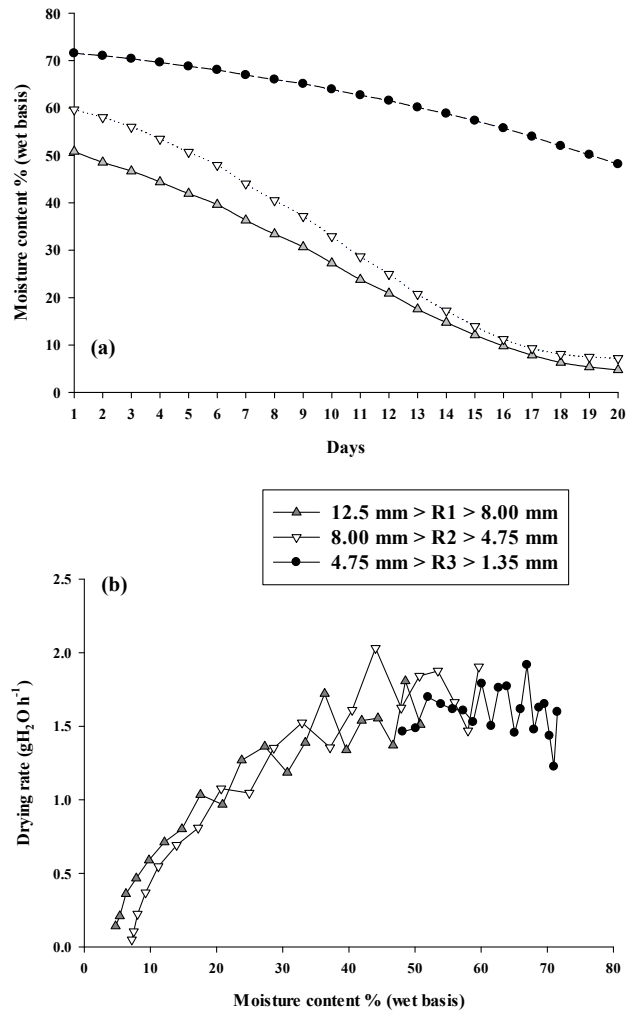 80
70
60
50
40
30
20
10
0
Moisture content % (wet basis)
(a)
1 2 3 4 5 6 7 8 9 10 11 12 13 14 15 16 17 18 19 20
Days
12.5 mm > R1 > 8.00 mm
8.00 mm > R2 > 4.75 mm
4.75 mm > R3 > 1.35 mm
(b)
2.5
2.0
1.5
1.0
0.5
0.0
Drying rate (gH₂O h⁻¹)
0 10 20 30 40 50 60 70 80
Moisture content % (wet basis)